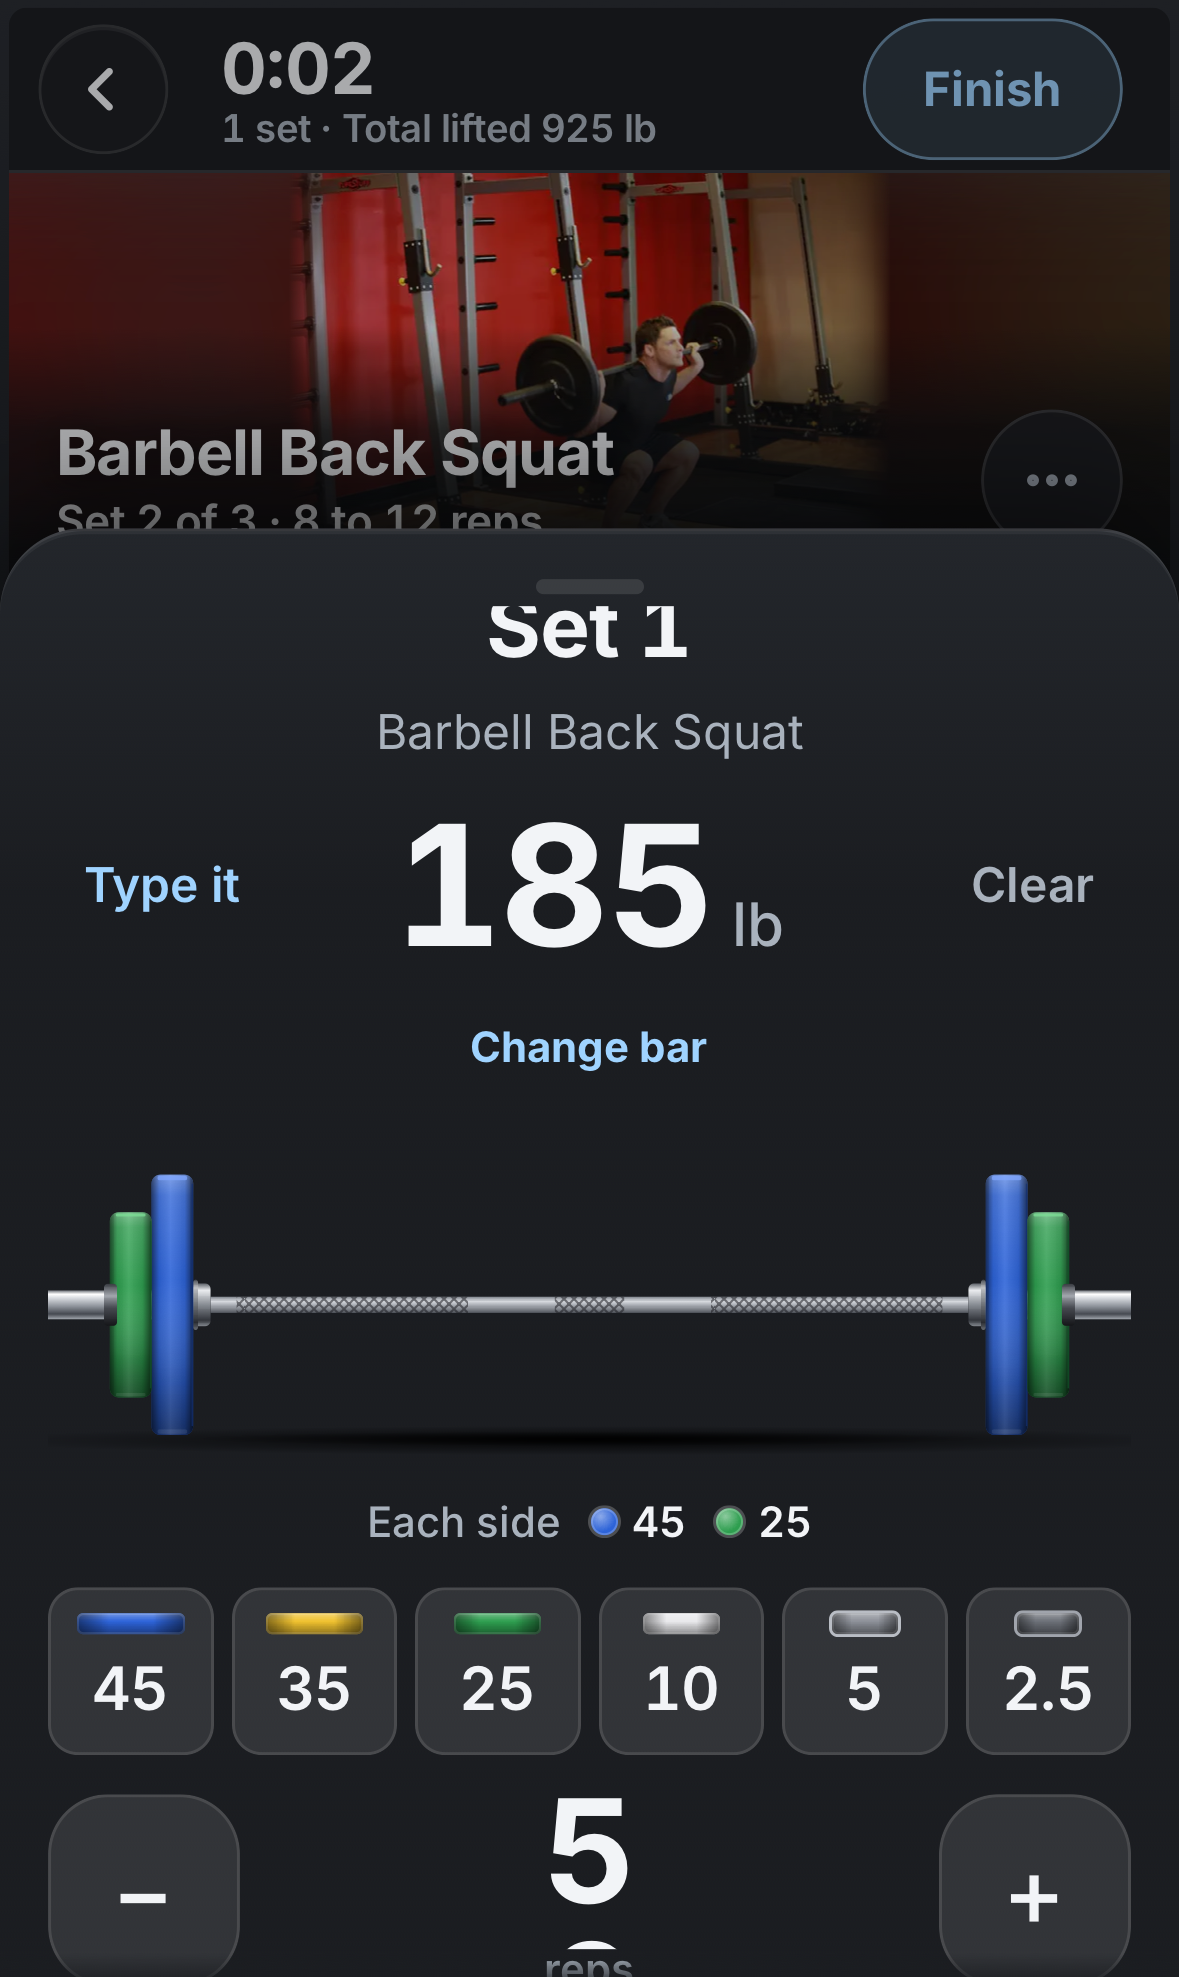 0:02
1 set · Total lifted 925 lb
Finish
Barbell Back Squat
Set 2 of 3 · 8 to 12 reps
Set 1
Barbell Back Squat
Type it
185 lb
Clear
Change bar
Each side 45 25
45 35 25 10 5 2.5
− 5 +
reps